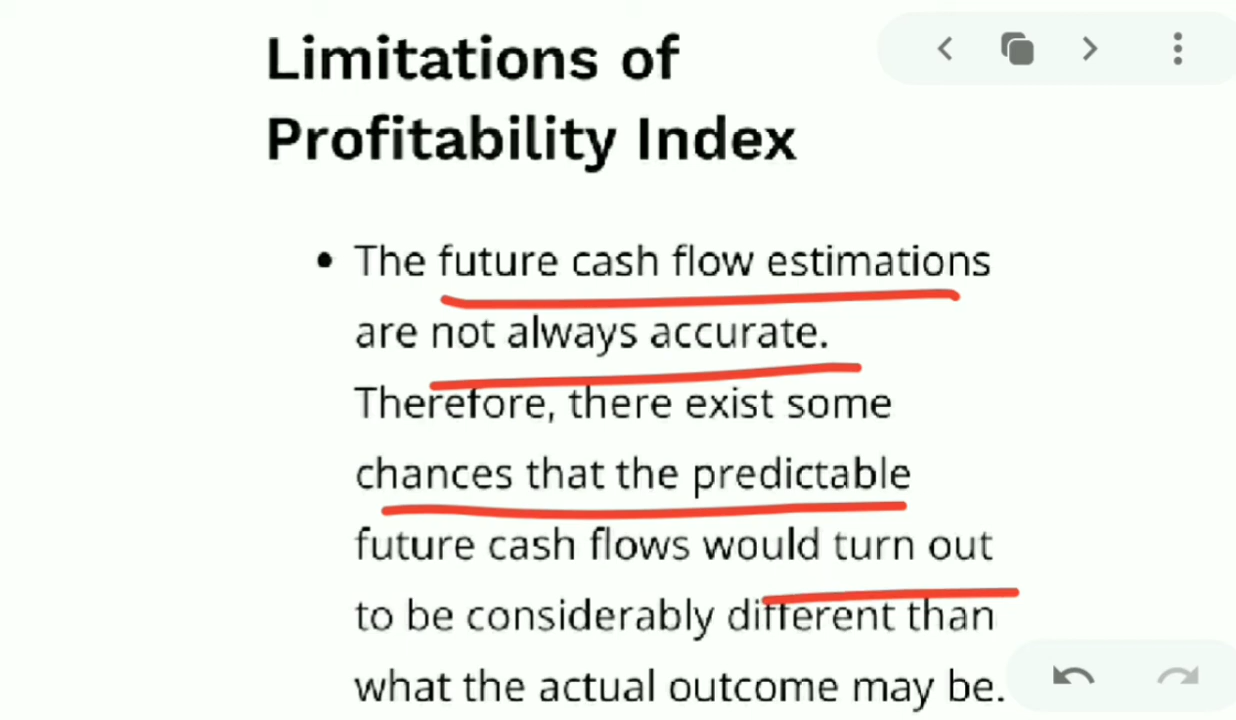 Limitations of
Profitability Index
• The future cash flow estimations
are not always accurate.
Therefore, there exist some
chances that the predictable
future cash flows would turn out
to be considerably different than
what the actual outcome may be.